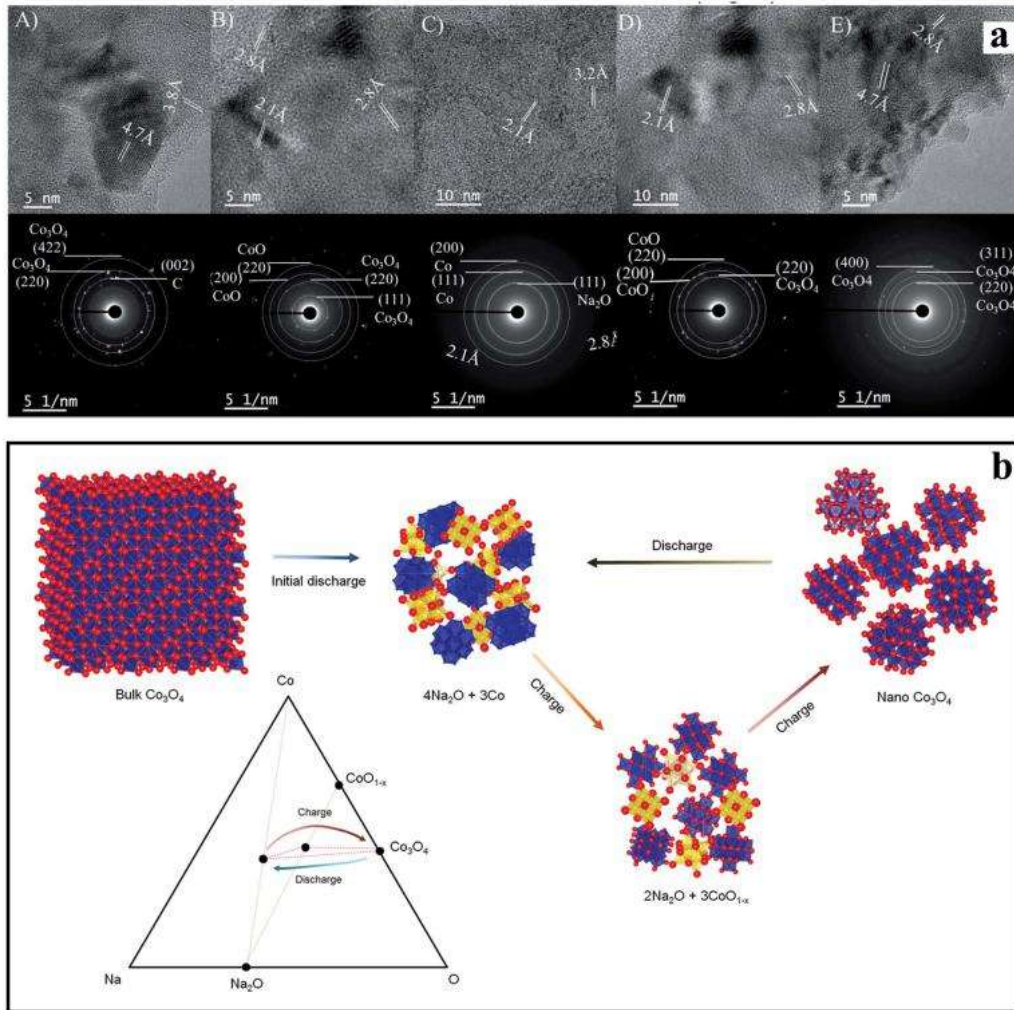 A)
B)
C)
D)
E)
a
3.8Å
4.7Å
5 nm
2.8Å
2.1Å
2.8Å
5 nm
3.2Å
2.1Å
10 nm
2.1Å
2.8Å
10 nm
2.8Å
4.7Å
5 nm
Co₃O₄
(422)
Co₃O₄
(220)
(002)
C
5 1/nm
CoO
(220)
(200)
CoO
Co₃O₄
(220)
(111)
Co₃O₄
5 1/nm
(200)
Co
(111)
Co
(111)
Na₂O
2.1Å
2.8Å
5 1/nm
CoO
(220)
(200)
CoO
(220)
Co₃O₄
5 1/nm
(400)
Co3O4
(311)
Co₃O4
(220)
Co₃O4
5 1/nm
b
Initial discharge
Discharge
Bulk Co₃O₄
4Na₂O + 3Co
Charge
Charge
Nano Co₃O₄
2Na₂O + 3CoO₁₋ₓ
Co
CoO₁₋ₓ
Charge
Co₃O₄
Discharge
Na
Na₂O
O